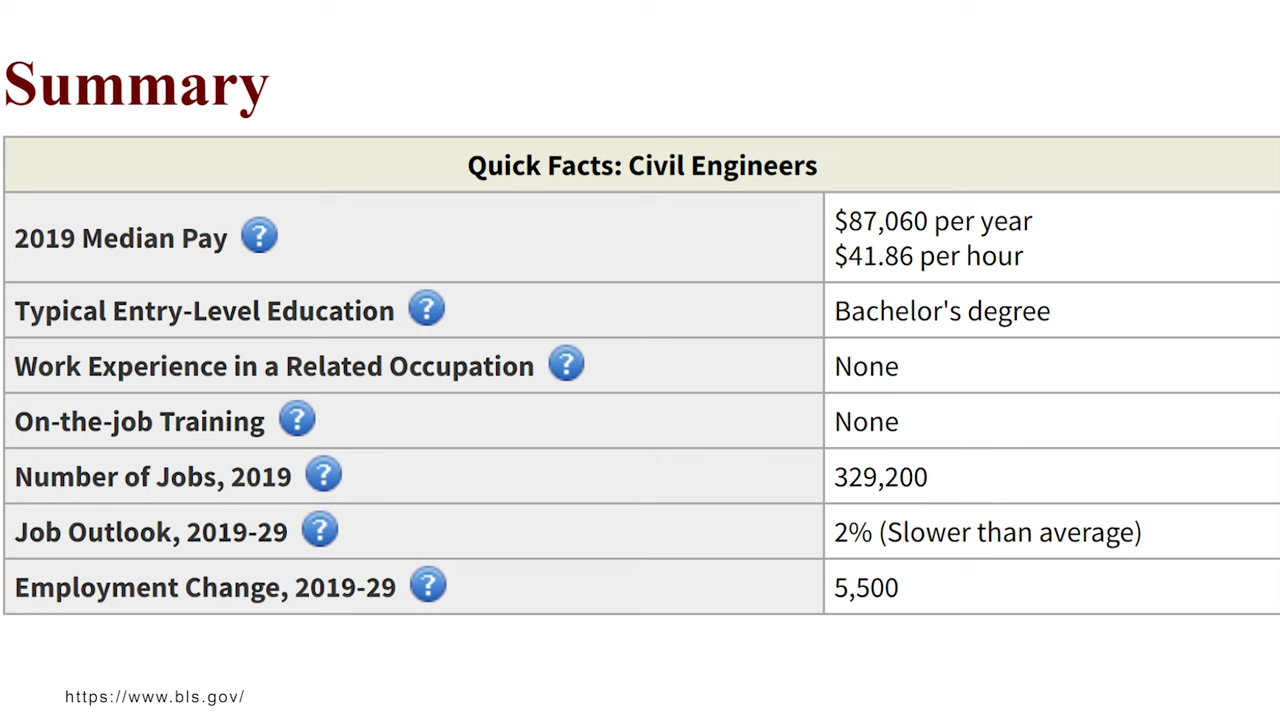 Summary
Quick Facts: Civil Engineers
2019 Median Pay ?
$87,060 per year
$41.86 per hour
Typical Entry-Level Education ?
Bachelor's degree
Work Experience in a Related Occupation ?
None
On-the-job Training ?
None
Number of Jobs, 2019 ?
329,200
Job Outlook, 2019-29 ?
2% (Slower than average)
Employment Change, 2019-29 ?
5,500
https://www.bls.gov/